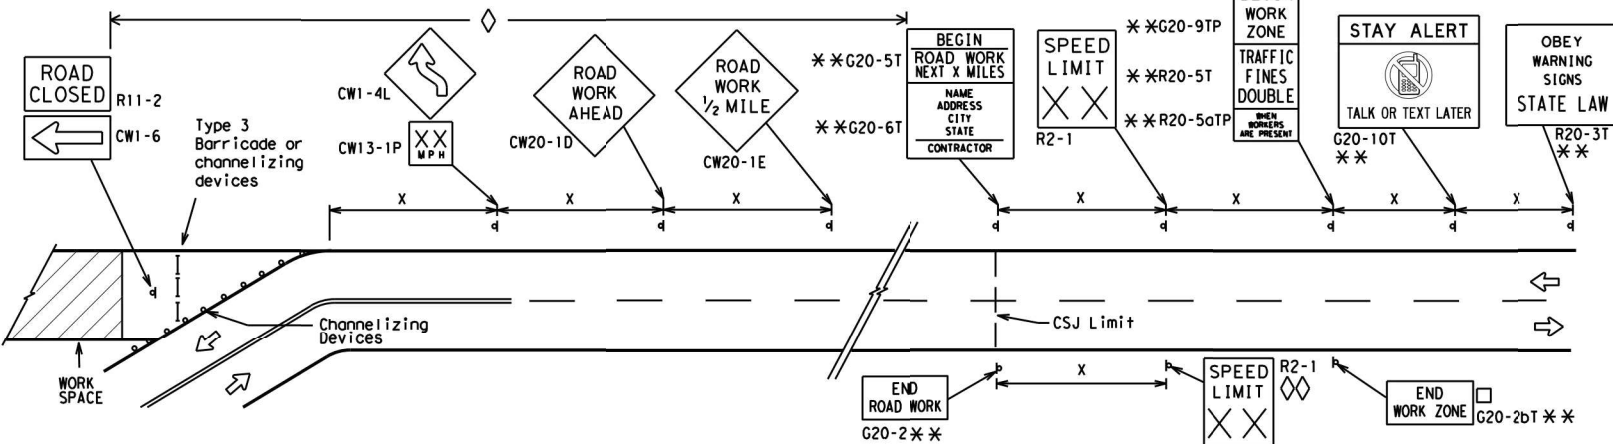 ROAD
CLOSED
R11-2
CW1-6
Type 3
Barricade or
channelizing
devices
CW1-4L
CW13-1P
XX
MPH
ROAD
WORK
AHEAD
CW20-1D
ROAD
WORK
1/2 MILE
CW20-1E
**G20-5T
**G20-6T
BEGIN
ROAD WORK
NEXT X MILES
NAME
ADDRESS
CITY
STATE
CONTRACTOR
SPEED
LIMIT
XX
R2-1
**G20-9TP
**R20-5T
**R20-5aTP
WORK
ZONE
TRAFFIC
FINES
DOUBLE
WHEN
WORKERS
ARE PRESENT
STAY ALERT
TALK OR TEXT LATER
G20-10T
**
OBEY
WARNING
SIGNS
STATE LAW
R20-3T
**
X
X
X
X
X
X
X
Channelizing
Devices
CSJ Limit
WORK
SPACE
END
ROAD WORK
G20-2**
X
SPEED
LIMIT
XX
R2-1
END
WORK ZONE
G20-2bT **